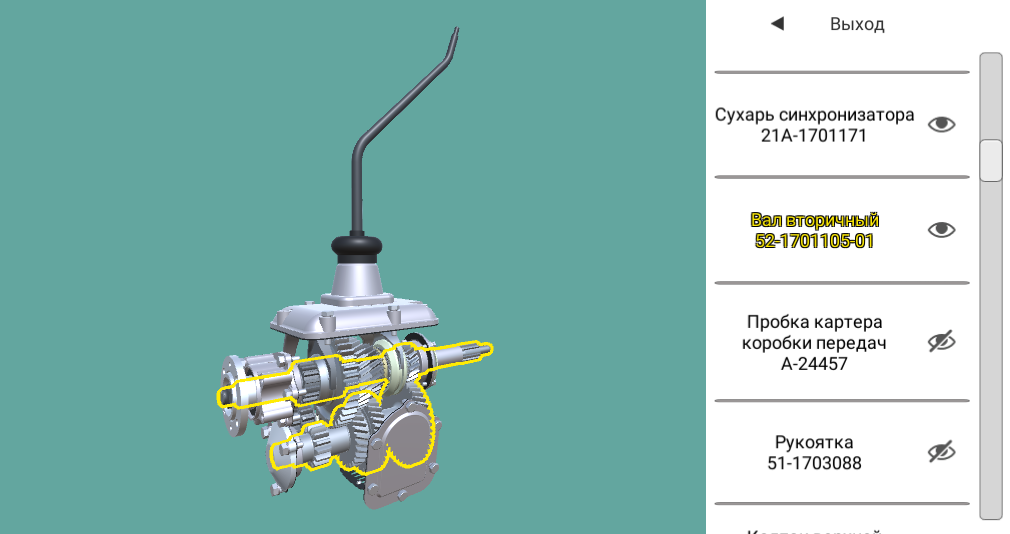 ◄ Выход
Сухарь синхронизатора
21А-1701171
Вал вторичный
52-1701105-01
Пробка картера
коробки передач
А-24457
Рукоятка
51-1703088